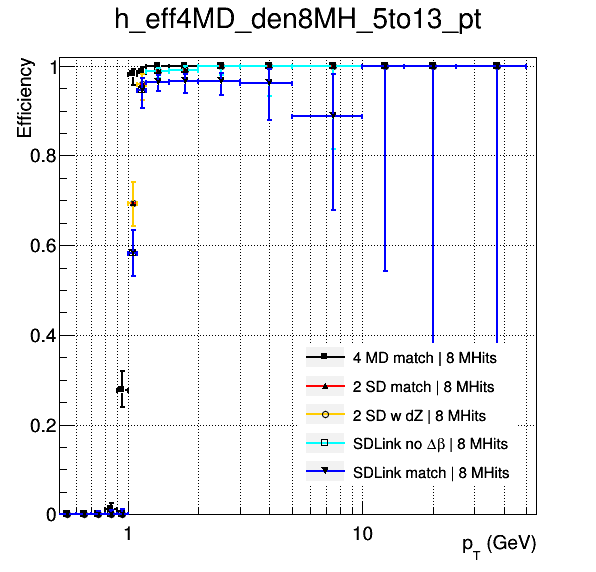 h_eff4MD_den8MH_5to13_pt
Efficiency
1
0.8
0.6
0.4
0.2
0
4 MD match | 8 MHits
2 SD match | 8 MHits
2 SD w dZ | 8 MHits
SDLink no Δβ | 8 MHits
SDLink match | 8 MHits
1
10
p_T (GeV)